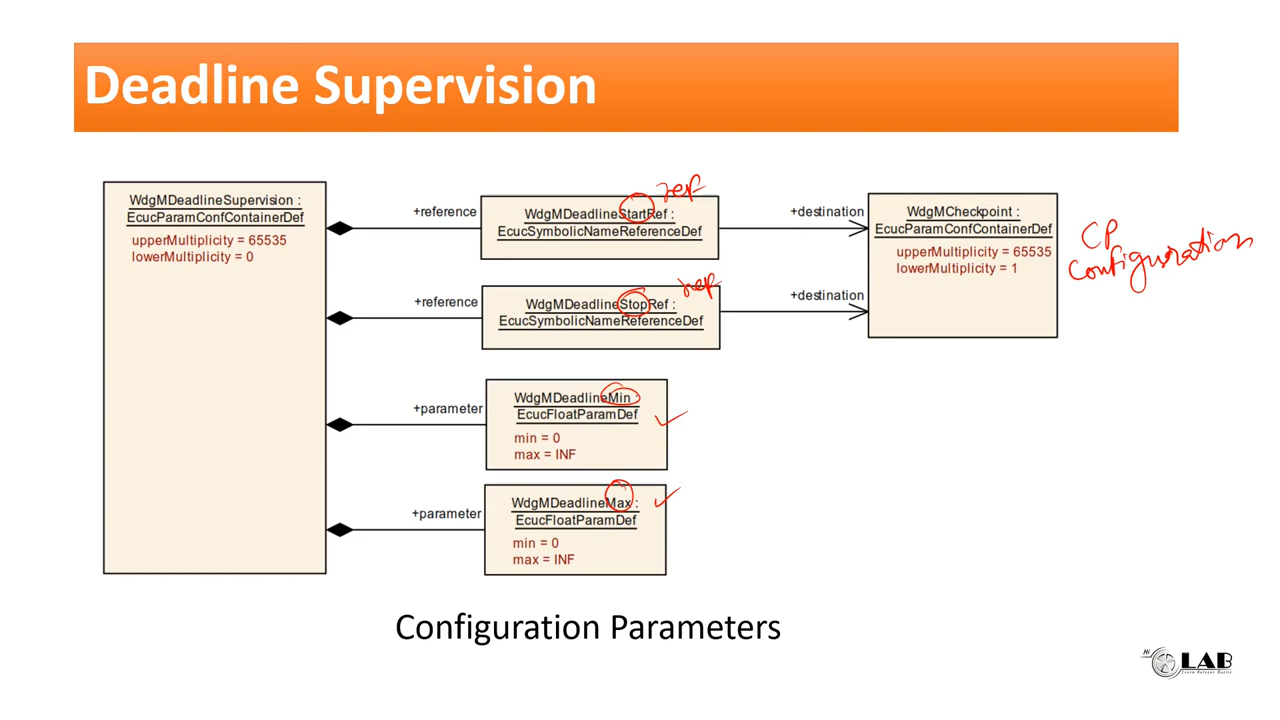 Deadline Supervision
WdgMDeadlineSupervision :
EcucParamConfContainerDef
upperMultiplicity = 65535
lowerMultiplicity = 0
+reference
WdgMDeadlineStartRef :
EcucSymbolicNameReferenceDef
ref
+destination
WdgMCheckpoint :
EcucParamConfContainerDef
upperMultiplicity = 65535
lowerMultiplicity = 1
CP
Configuration
+reference
WdgMDeadlineStopRef :
EcucSymbolicNameReferenceDef
ref
+destination
+parameter
WdgMDeadlineMin :
EcucFloatParamDef
min = 0
max = INF
+parameter
WdgMDeadlineMax :
EcucFloatParamDef
min = 0
max = INF
Configuration Parameters
Hi
LAB